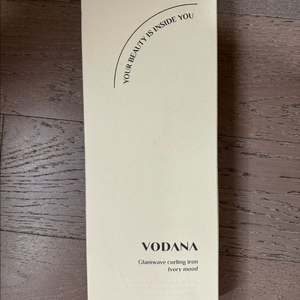 YOUR BEAUTY IS INSIDE YOU
VODANA
Glamwave curling iron
Ivory mood